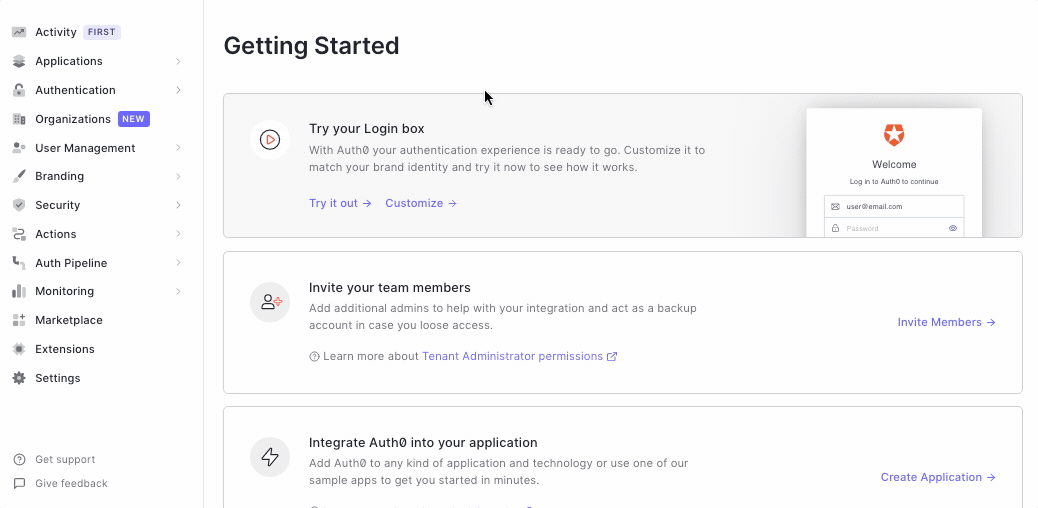 Activity FIRST
Applications
Authentication
Organizations NEW
User Management
Branding
Security
Actions
Auth Pipeline
Monitoring
Marketplace
Extensions
Settings
Get support
Give feedback
Getting Started
Try your Login box
With Auth0 your authentication experience is ready to go. Customize it to
match your brand identity and try it now to see how it works.
Try it out → Customize →
Welcome
Log in to Auth0 to continue
user@email.com
Password
Invite your team members
Add additional admins to help with your integration and act as a backup
account in case you loose access.
Invite Members →
Learn more about Tenant Administrator permissions
Integrate Auth0 into your application
Add Auth0 to any kind of application and technology or use one of our
sample apps to get you started in minutes.
Create Application →